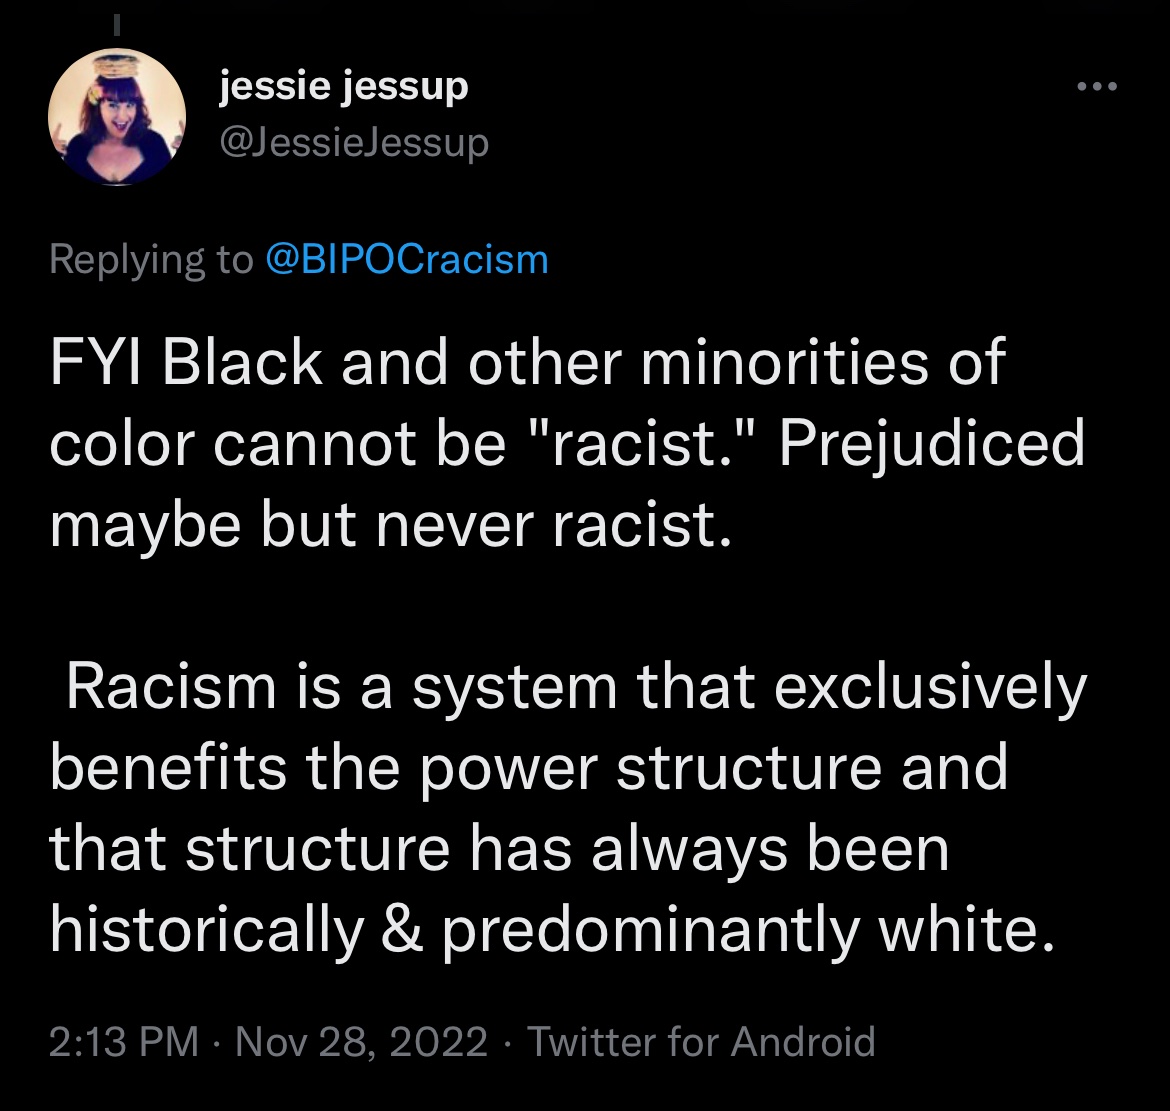 jessie jessup
@JessieJessup
Replying to @BIPOCracism
FYI Black and other minorities of
color cannot be "racist." Prejudiced
maybe but never racist.
Racism is a system that exclusively
benefits the power structure and
that structure has always been
historically & predominantly white.
2:13 PM · Nov 28, 2022 · Twitter for Android